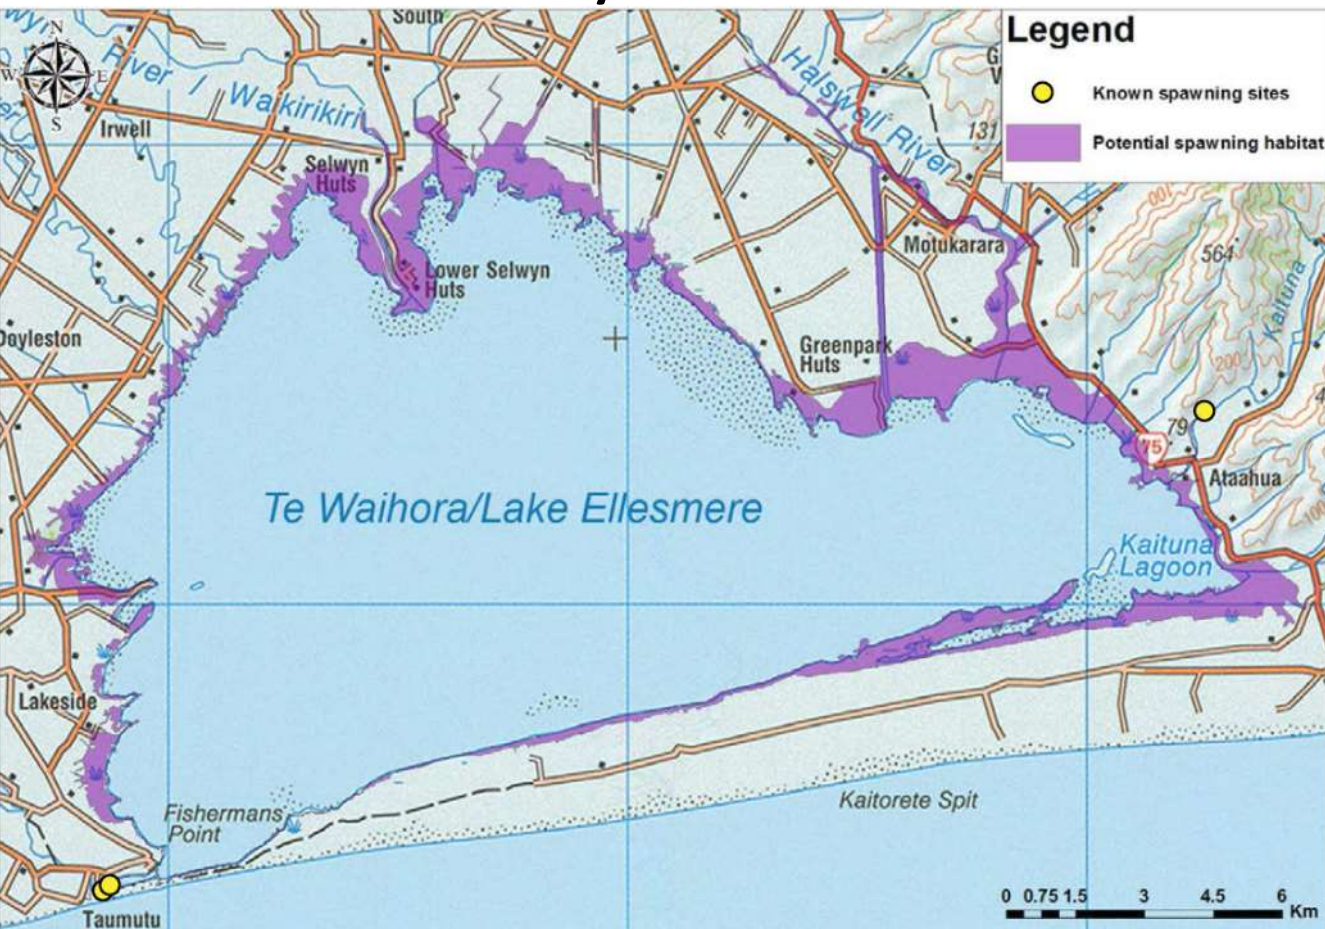 South
River / Waikirikiri
Halswell River
Legend
Known spawning sites
Potential spawning habitat
N
W
E
S
Irwell
131
Selwyn
Huts
100
564
Motukarara
Lower Selwyn
Huts
Kaituna
Doyleston
Greenpark
Huts
200
79
75
Ataahua
Te Waihora/Lake Ellesmere
100
Kaituna
Lagoon
Lakeside
Fishermans
Point
Kaitorete Spit
Taumutu
0 0.75 1.5 3 4.5 6
Km